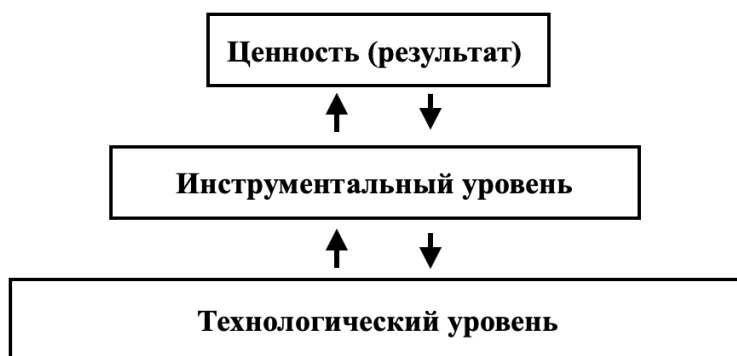 Ценность (результат)
Инструментальный уровень
Технологический уровень